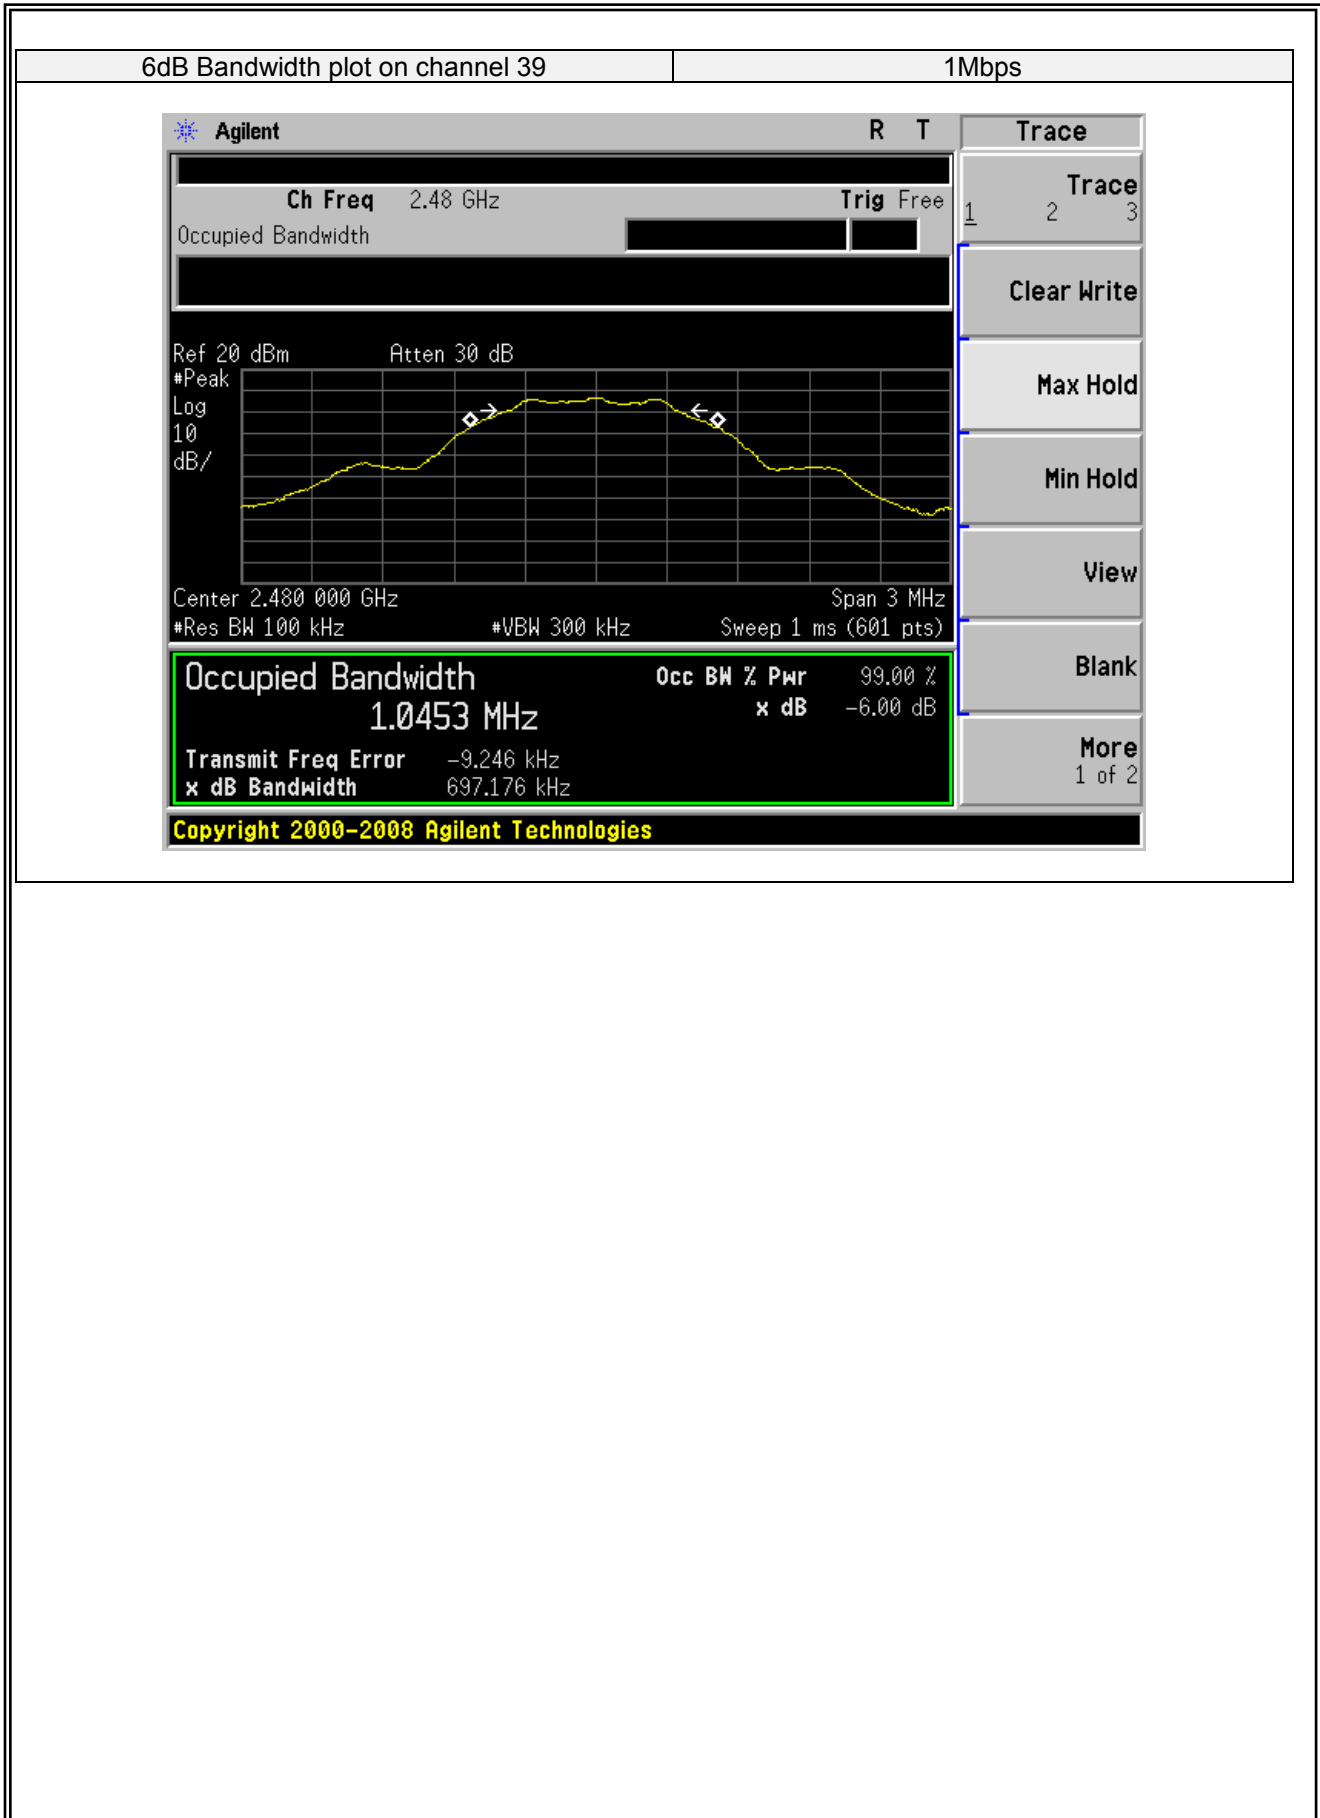 6dB Bandwidth plot on channel 39 1Mbps
Agilent R T Trace
Ch Freq 2.48 GHz Trig Free
Occupied Bandwidth
Trace
1 2 3
Clear Write
Max Hold
Min Hold
View
Blank
More
1 of 2
Ref 20 dBm Atten 30 dB
#Peak
Log
10
dB/
Center 2.480 000 GHz Span 3 MHz
#Res BW 100 kHz #VBW 300 kHz Sweep 1 ms (601 pts)
Occupied Bandwidth Occ BW % Pwr 99.00 %
1.0453 MHz x dB -6.00 dB
Transmit Freq Error -9.246 kHz
x dB Bandwidth 697.176 kHz
Copyright 2000-2008 Agilent Technologies